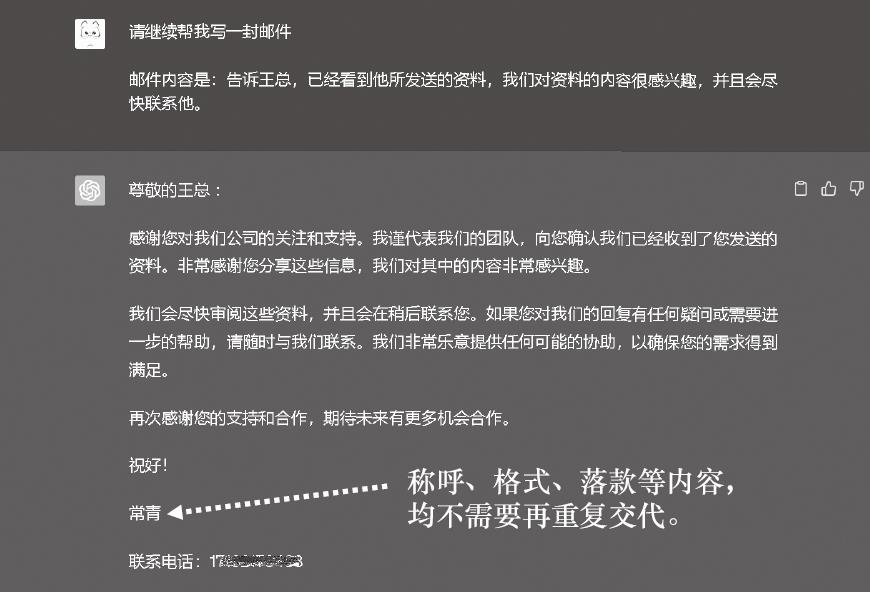 请继续帮我写一封邮件
邮件内容是：告诉王总，已经看到他所发送的资料，我们对资料的内容很感兴趣，并且会尽
快联系他。
尊敬的王总：
感谢您对我们公司的关注和支持。我谨代表我们的团队，向您确认我们已经收到了您发送的
资料。非常感谢您分享这些信息，我们对其中的内容非常感兴趣。
我们会尽快审阅这些资料，并且会在稍后联系您。如果您对我们的回复有任何疑问或需要进
一步的帮助，请随时与我们联系。我们非常乐意提供任何可能的协助，以确保您的需求得到
满足。
再次感谢您的支持和合作，期待未来有更多机会合作。
祝好！
称呼、格式、落款等内容，
均不需要再重复交代。
常青
联系电话：